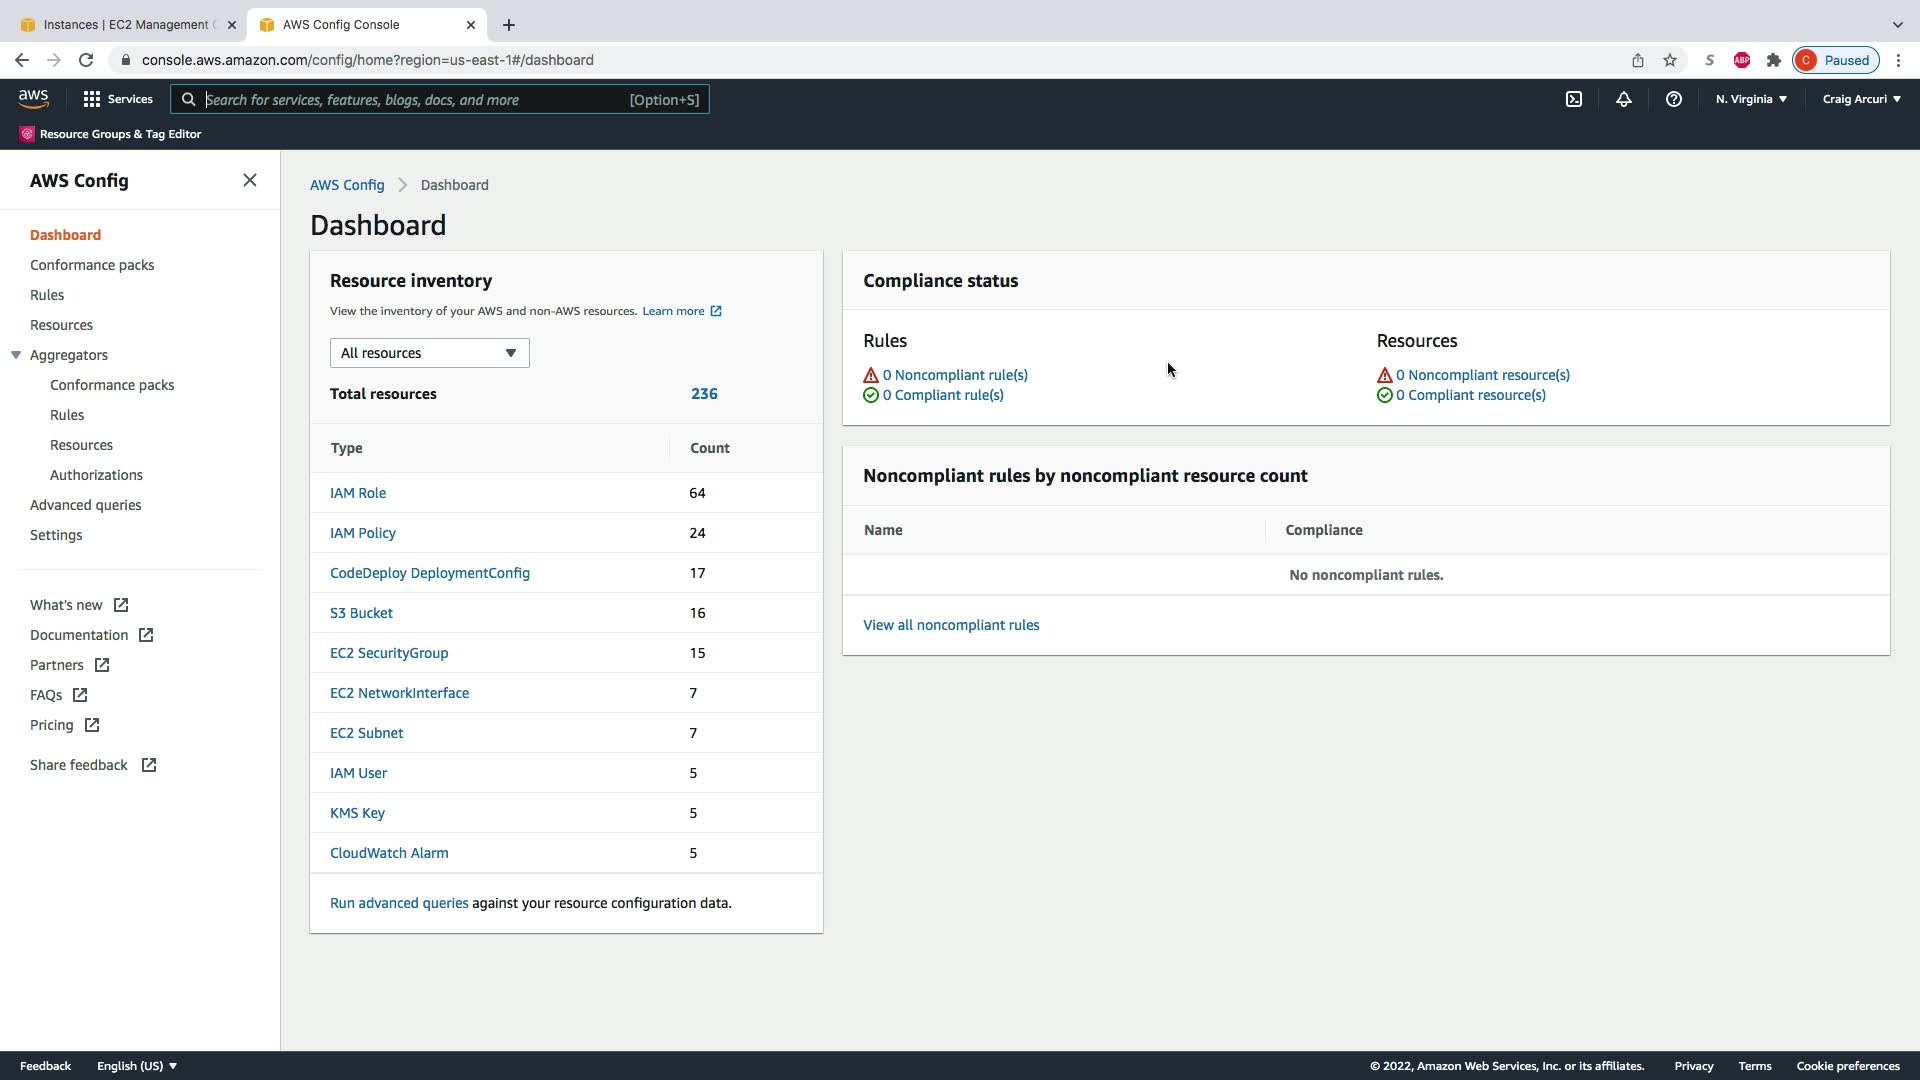 Instances | EC2 Management C
AWS Config Console
console.aws.amazon.com/config/home?region=us-east-1#/dashboard
S
ABP
C
Paused
aws
Services
Search for services, features, blogs, docs, and more
[Option+S]
N. Virginia
Craig Arcuri
Resource Groups & Tag Editor
AWS Config
Dashboard
Conformance packs
Rules
Resources
Aggregators
Conformance packs
Rules
Resources
Authorizations
Advanced queries
Settings
What's new
Documentation
Partners
FAQs
Pricing
Share feedback
AWS Config
Dashboard
Dashboard
Resource inventory
View the inventory of your AWS and non-AWS resources. Learn more
All resources
Total resources 236
Type Count
IAM Role 64
IAM Policy 24
CodeDeploy DeploymentConfig 17
S3 Bucket 16
EC2 SecurityGroup 15
EC2 NetworkInterface 7
EC2 Subnet 7
IAM User 5
KMS Key 5
CloudWatch Alarm 5
Run advanced queries against your resource configuration data.
Compliance status
Rules
0 Noncompliant rule(s)
0 Compliant rule(s)
Resources
0 Noncompliant resource(s)
0 Compliant resource(s)
Noncompliant rules by noncompliant resource count
Name Compliance
No noncompliant rules.
View all noncompliant rules
Feedback
English (US)
© 2022, Amazon Web Services, Inc. or its affiliates.
Privacy
Terms
Cookie preferences